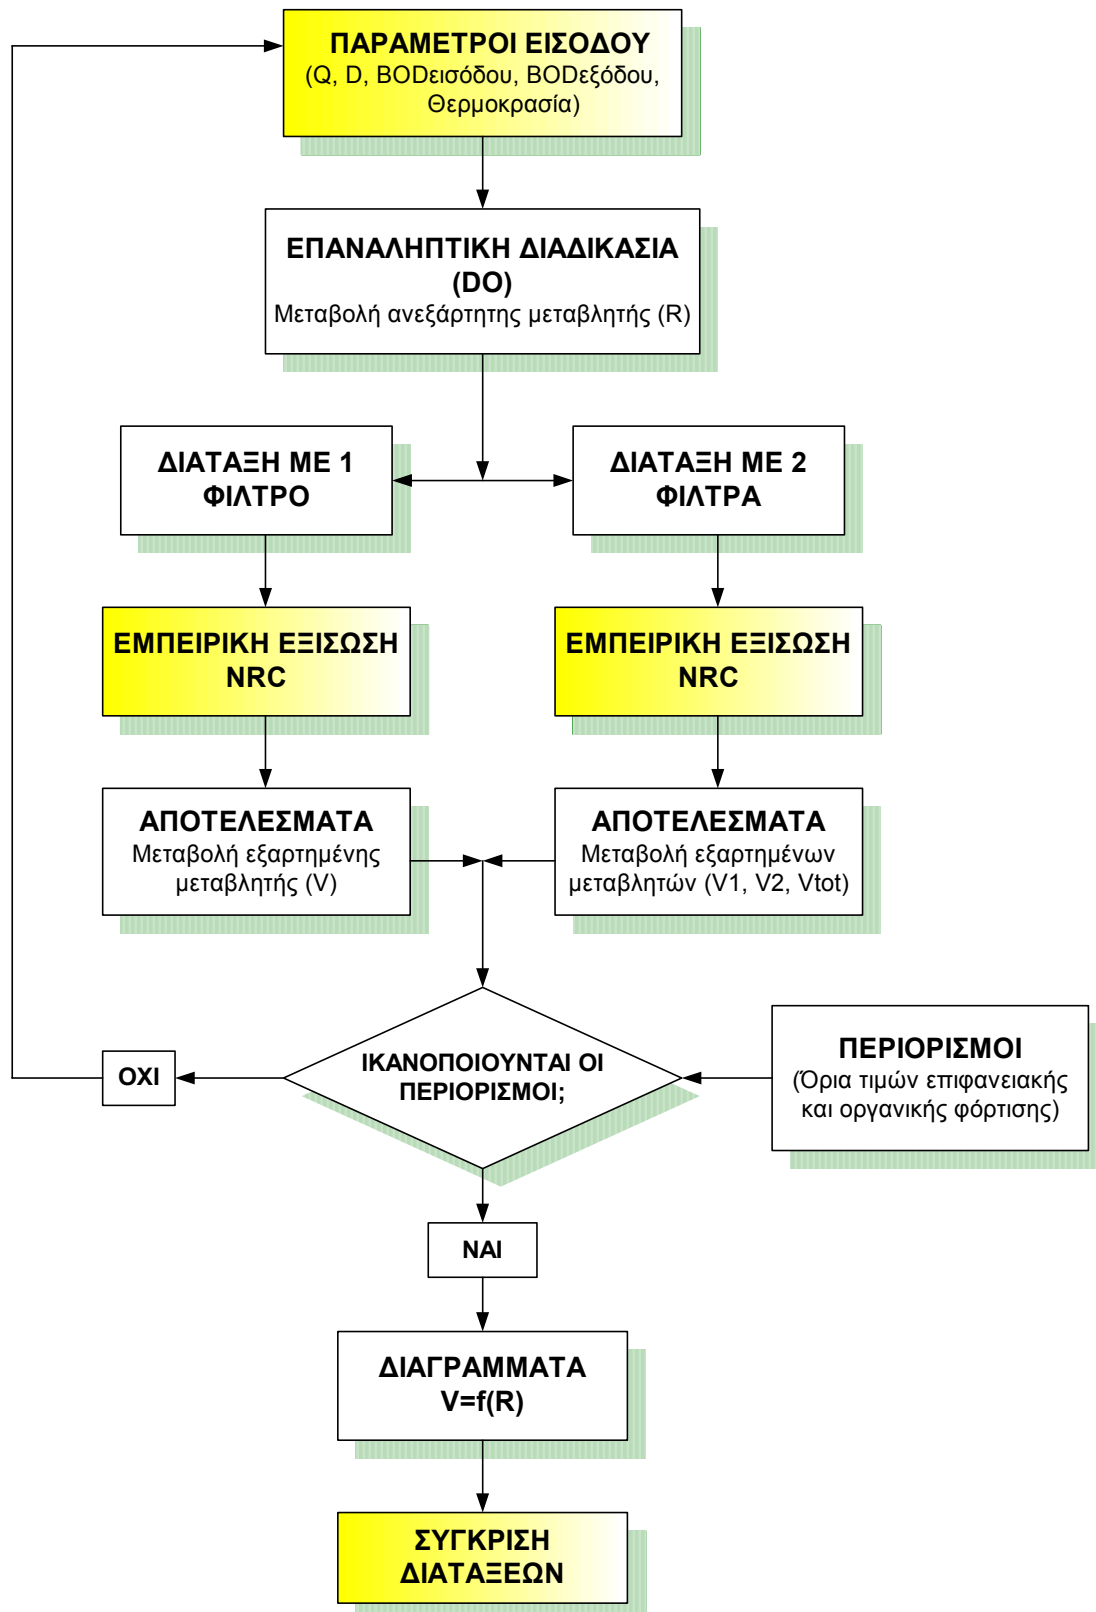 ΠΑΡΑΜΕΤΡΟΙ ΕΙΣΟΔΟΥ
(Q, D, BODεισόδου, BODεξόδου,
Θερμοκρασία)
ΕΠΑΝΑΛΗΠΤΙΚΗ ΔΙΑΔΙΚΑΣΙΑ
(DO)
Μεταβολή ανεξάρτητης μεταβλητής (R)
ΔΙΑΤΑΞΗ ΜΕ 1
ΦΙΛΤΡΟ
ΔΙΑΤΑΞΗ ΜΕ 2
ΦΙΛΤΡΑ
ΕΜΠΕΙΡΙΚΗ ΕΞΙΣΩΣΗ
NRC
ΕΜΠΕΙΡΙΚΗ ΕΞΙΣΩΣΗ
NRC
ΑΠΟΤΕΛΕΣΜΑΤΑ
Μεταβολή εξαρτημένης
μεταβλητής (V)
ΑΠΟΤΕΛΕΣΜΑΤΑ
Μεταβολή εξαρτημένων
μεταβλητών (V1, V2, Vtot)
ΙΚΑΝΟΠΟΙΟΥΝΤΑΙ ΟΙ
ΠΕΡΙΟΡΙΣΜΟΙ;
ΠΕΡΙΟΡΙΣΜΟΙ
(Όρια τιμών επιφανειακής
και οργανικής φόρτισης)
ΟΧΙ
ΝΑΙ
ΔΙΑΓΡΑΜΜΑΤΑ
V=f(R)
ΣΥΓΚΡΙΣΗ
ΔΙΑΤΑΞΕΩΝ